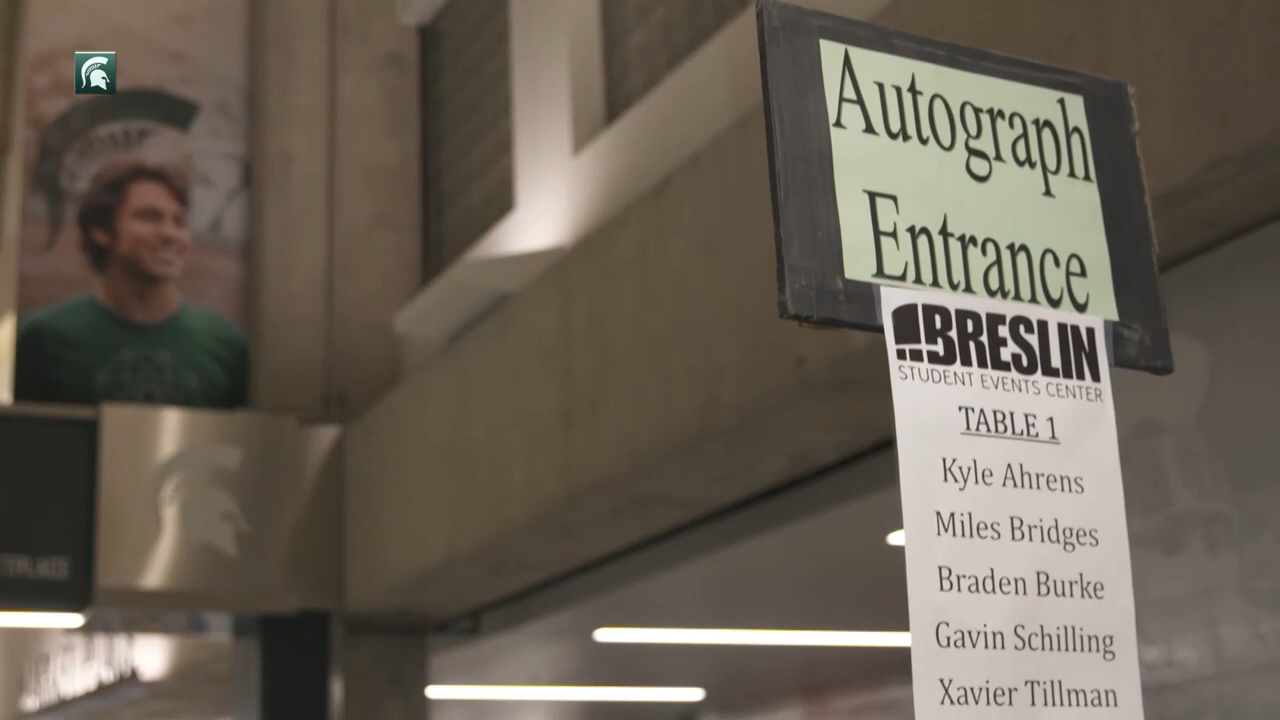 Autograph
Entrance
BRESLIN
STUDENT EVENTS CENTER
TABLE 1
Kyle Ahrens
Miles Bridges
Braden Burke
Gavin Schilling
Xavier Tillman